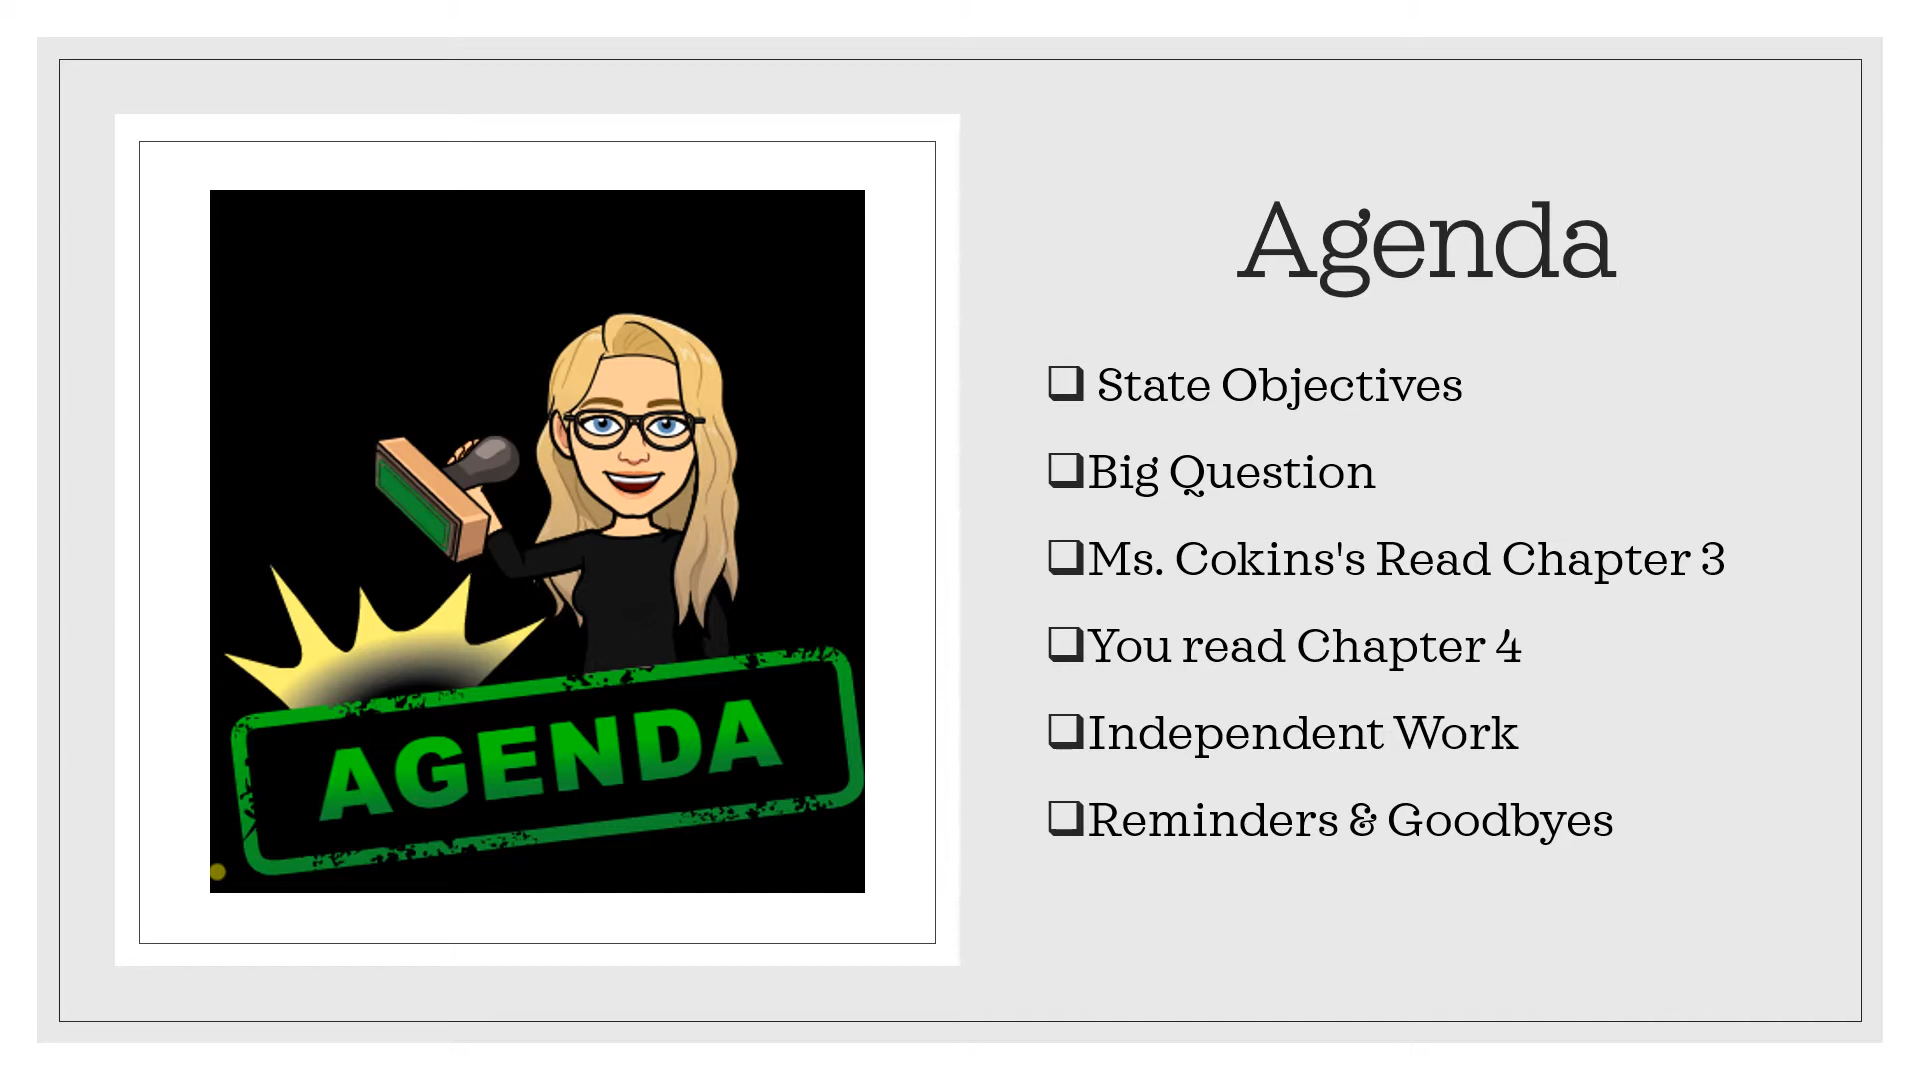 AGENDA
Agenda
State Objectives
Big Question
Ms. Cokins's Read Chapter 3
You read Chapter 4
Independent Work
Reminders & Goodbyes